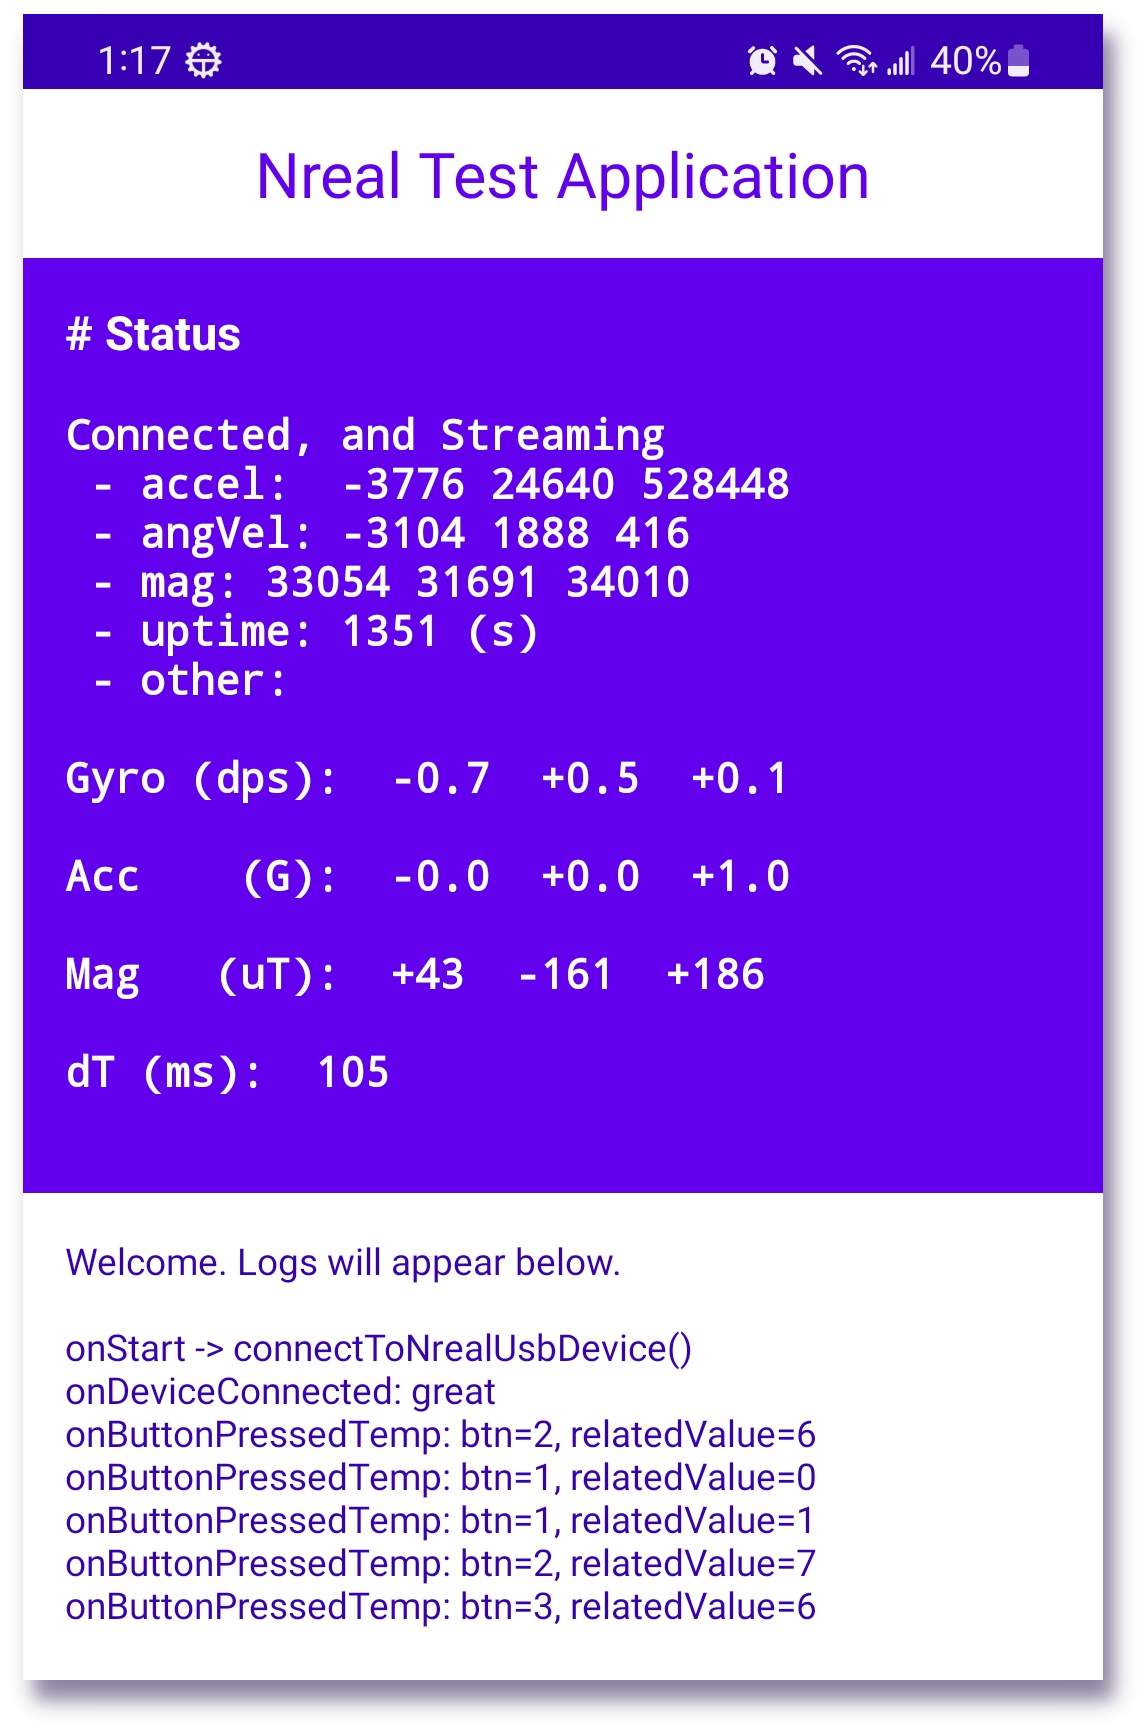 1:17 40%
Nreal Test Application
# Status
Connected, and Streaming
- accel: -3776 24640 528448
- angVel: -3104 1888 416
- mag: 33054 31691 34010
- uptime: 1351 (s)
- other:
Gyro (dps): -0.7 +0.5 +0.1
Acc (G): -0.0 +0.0 +1.0
Mag (uT): +43 -161 +186
dT (ms): 105
Welcome. Logs will appear below.
onStart -> connectToNrealUsbDevice()
onDeviceConnected: great
onButtonPressedTemp: btn=2, relatedValue=6
onButtonPressedTemp: btn=1, relatedValue=0
onButtonPressedTemp: btn=1, relatedValue=1
onButtonPressedTemp: btn=2, relatedValue=7
onButtonPressedTemp: btn=3, relatedValue=6